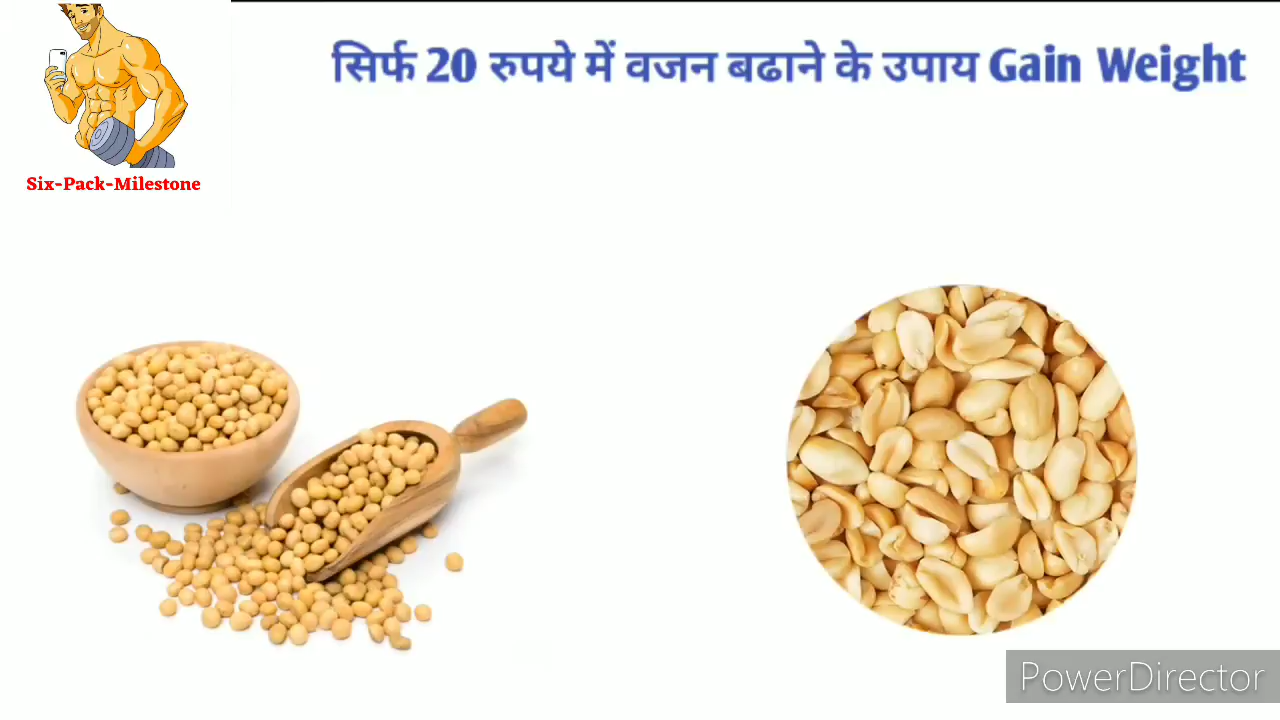 सिर्फ 20 रुपये में वजन बढाने के उपाय Gain Weight
Six-Pack-Milestone
PowerDirector